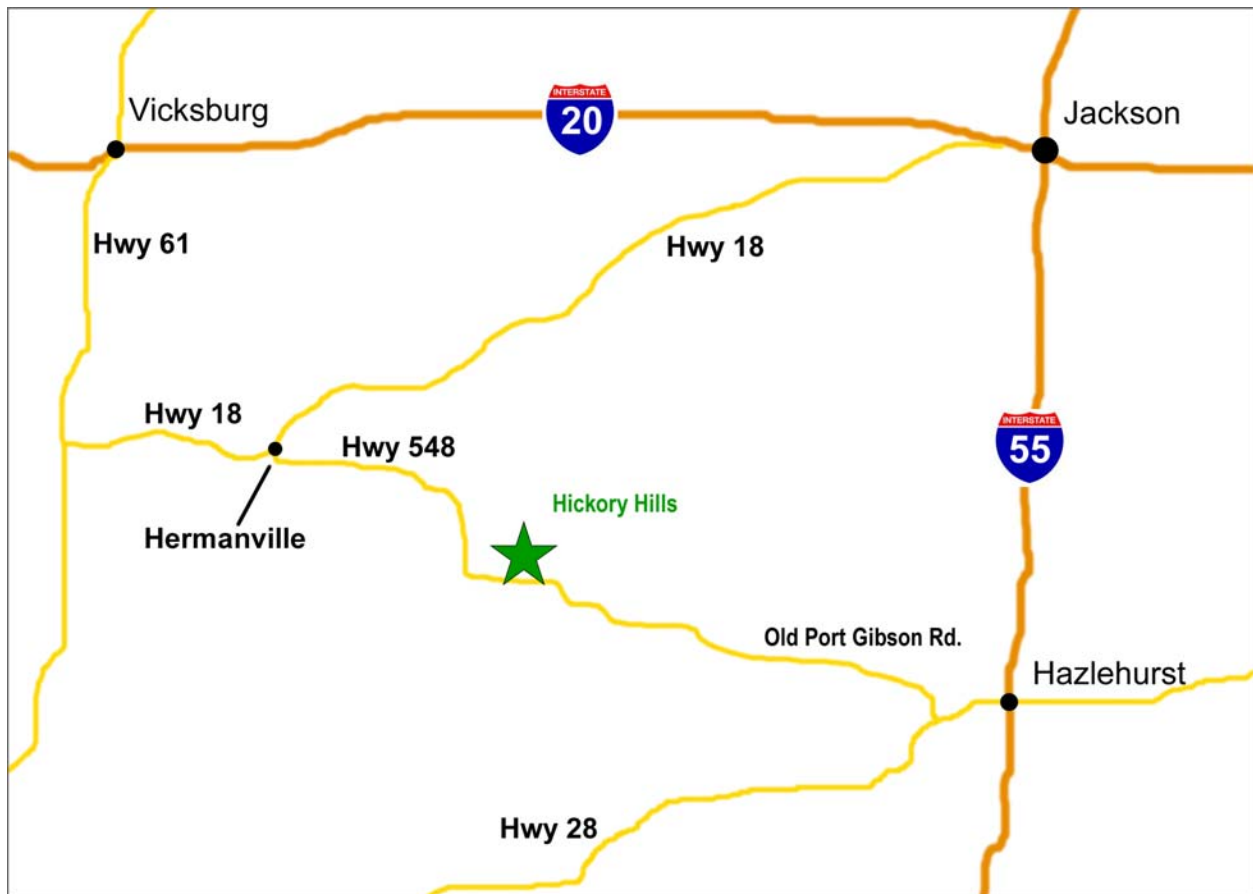 Vicksburg
INTERSTATE
20
Jackson
Hwy 61
Hwy 18
Hwy 18
Hwy 548
INTERSTATE
55
Hickory Hills
Hermanville
Old Port Gibson Rd.
Hazlehurst
Hwy 28